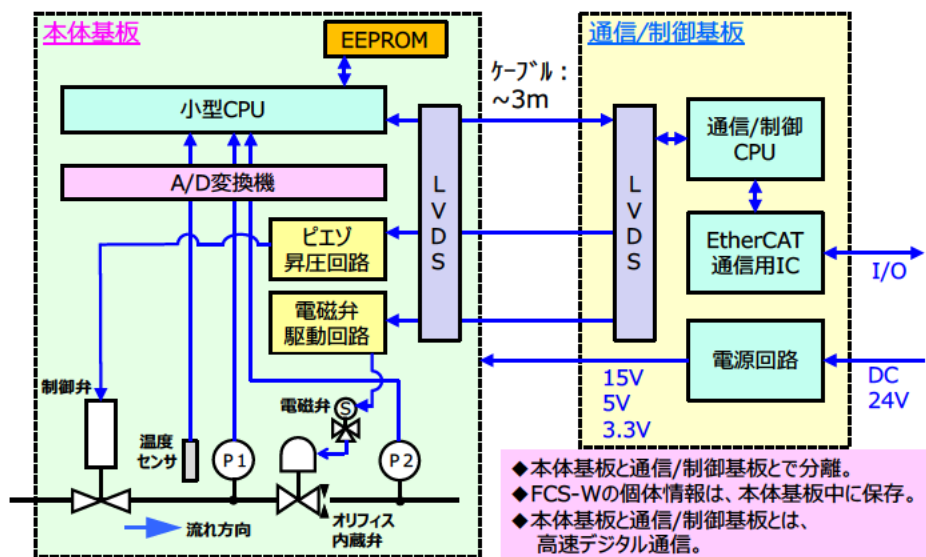 本体基板
EEPROM
小型CPU
A/D変換機
ピエゾ
昇圧回路
電磁弁
駆動回路
LVDS
制御弁
温度
センサ
P1
電磁弁
S
P2
流れ方向
オリフィス
内蔵弁
ｹｰﾌﾞﾙ：
~3m
通信/制御基板
LVDS
通信/制御
CPU
EtherCAT
通信用IC
I/O
電源回路
15V
5V
3.3V
DC
24V
◆本体基板と通信/制御基板とで分離。
◆FCS-Wの個体情報は、本体基板中に保存。
◆本体基板と通信/制御基板とは、
高速デジタル通信。